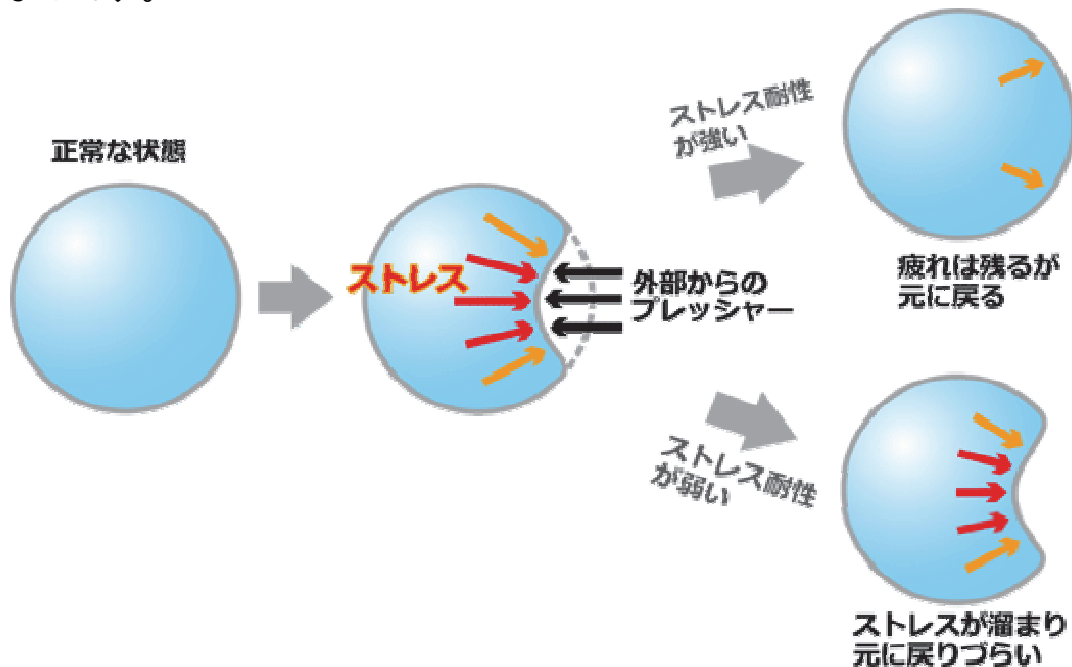 正常な状態
ストレス
外部からの
プレッシャー
ストレス耐性
が強い
疲れは残るが
元に戻る
ストレス耐性
が弱い
ストレスが溜まり
元に戻りづらい